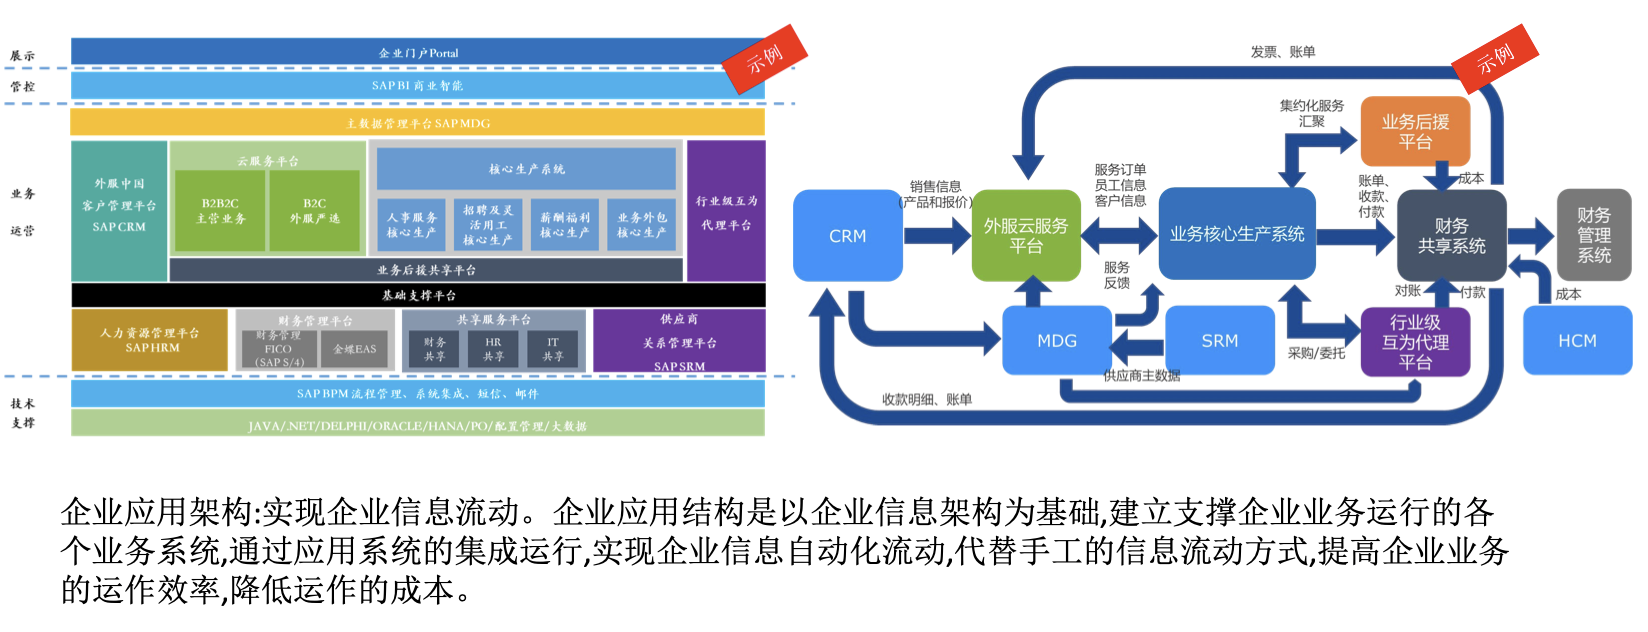 展示
企业门户Portal
示例
管控
SAP BI 商业智能
主数据管理平台SAP MDG
业务
运营
外服中国
客户管理平台
SAP CRM
云服务平台
B2B2C
主营业务
B2C
外服严选
核心生产系统
人事服务
核心生产
招聘及灵
活用工
核心生产
薪酬福利
核心生产
业务外包
核心生产
行业级互为
代理平台
业务后援共享平台
基础支撑平台
人力资源管理平台
SAP HRM
财务管理平台
财务管理
FICO
(SAP S/4)
金蝶EAS
共享服务平台
财务
共享
HR
共享
IT
共享
供应商
关系管理平台
SAP SRM
技术
支撑
SAP BPM 流程管理、系统集成、短信、邮件
JAVA/.NET/DELPHI/ORACLE/HANA/PO/配置管理/大数据
发票、账单
示例
集约化服务
汇聚
业务后援
平台
成本
销售信息
(产品和报价)
服务订单
员工信息
客户信息
账单、
收款、
付款
CRM
外服云服务
平台
业务核心生产系统
财务
共享系统
财务
管理
系统
服务
反馈
对账
付款
成本
MDG
SRM
行业级
互为代理
平台
HCM
采购/委托
供应商主数据
收款明细、账单
企业应用架构:实现企业信息流动。企业应用结构是以企业信息架构为基础,建立支撑企业业务运行的各
个业务系统,通过应用系统的集成运行,实现企业信息自动化流动,代替手工的信息流动方式,提高企业业务
的运作效率,降低运作的成本。